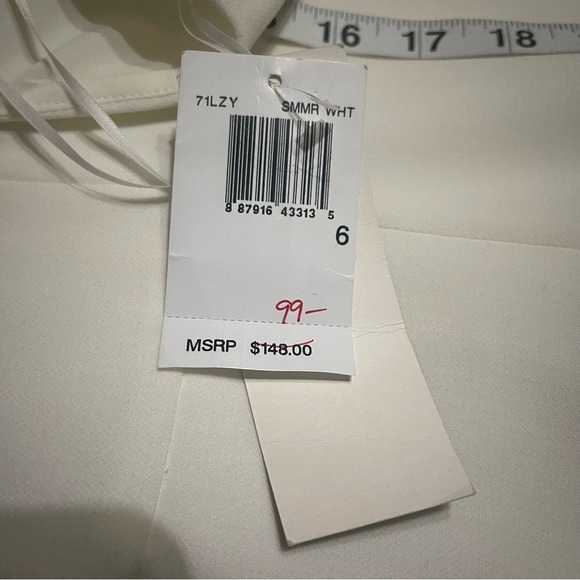 16 17 18
71LZY SMMR WHT
8 87916 43313 5
6
99-
MSRP $148.00